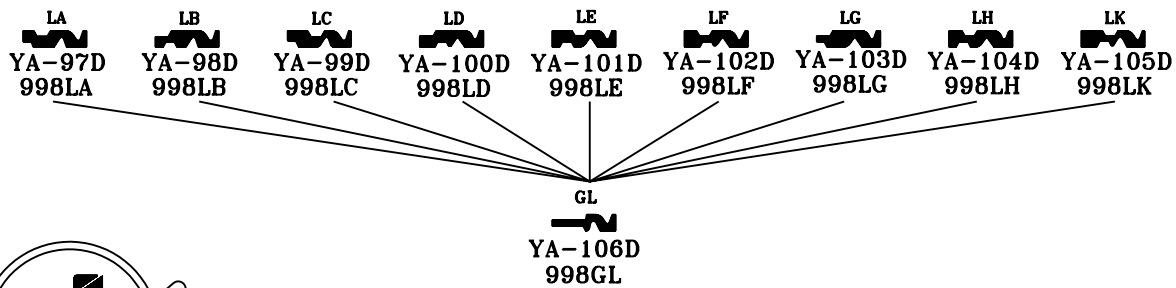 LA LB LC LD LE LF LG LH LK
YA-97D YA-98D YA-99D YA-100D YA-101D YA-102D YA-103D YA-104D YA-105D
998LA 998LB 998LC 998LD 998LE 998LF 998LG 998LH 998LK
GL
YA-106D
998GL